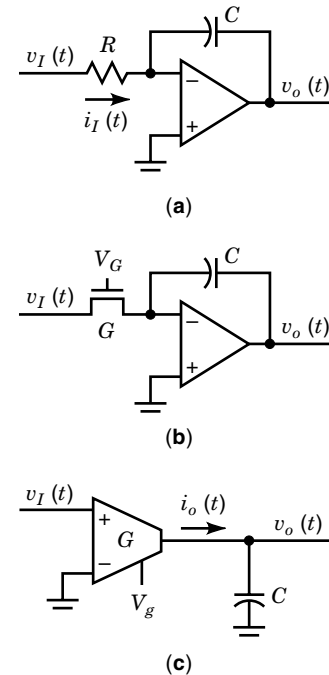 v_I (t) R C v_o (t)
i_I (t)
−
+
(a)
V_G C
v_I (t) G v_o (t)
−
+
(b)
v_I (t) i_o (t) v_o (t)
+
G
−
V_g C
(c)